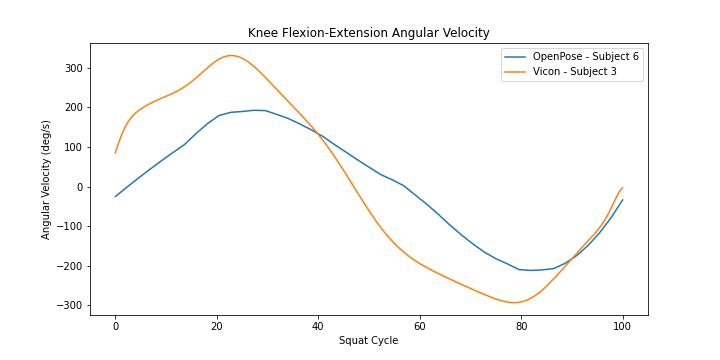 Knee Flexion-Extension Angular Velocity
OpenPose - Subject 6
Vicon - Subject 3
Angular Velocity (deg/s)
300
200
100
0
−100
−200
−300
0 20 40 60 80 100
Squat Cycle